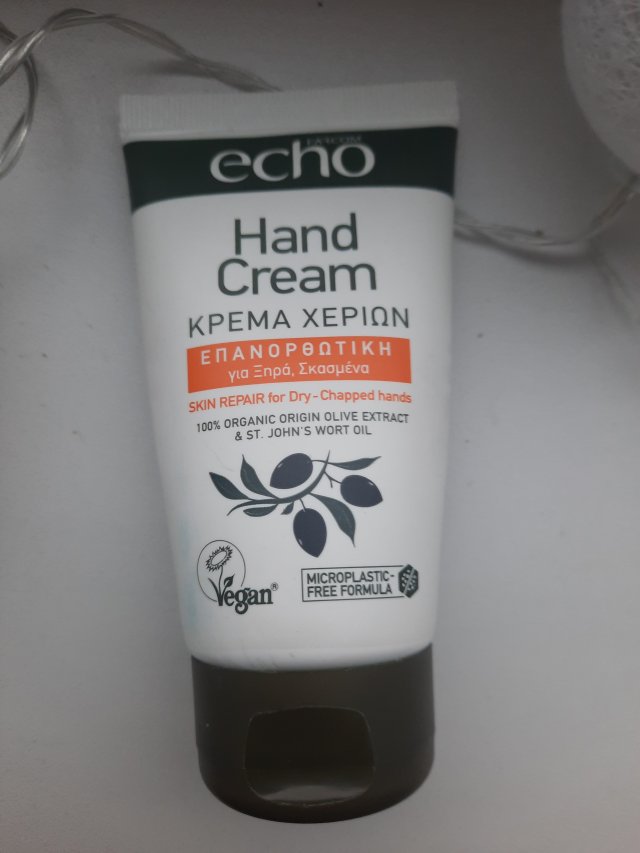 FARCOM
echo
Hand
Cream
ΚΡΕΜΑ ΧΕΡΙΩΝ
ΕΠΑΝΟΡΘΩΤΙΚΗ
για Ξηρά, Σκασμένα
SKIN REPAIR for Dry-Chapped hands
100% ORGANIC ORIGIN OLIVE EXTRACT
& ST. JOHN'S WORT OIL
Vegan®
MICROPLASTIC-
FREE FORMULA